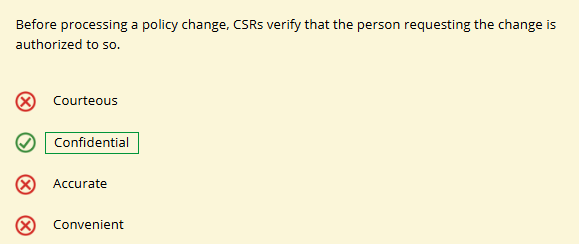 Before processing a policy change, CSRs verify that the person requesting the change is
authorized to so.
Courteous
Confidential
Accurate
Convenient